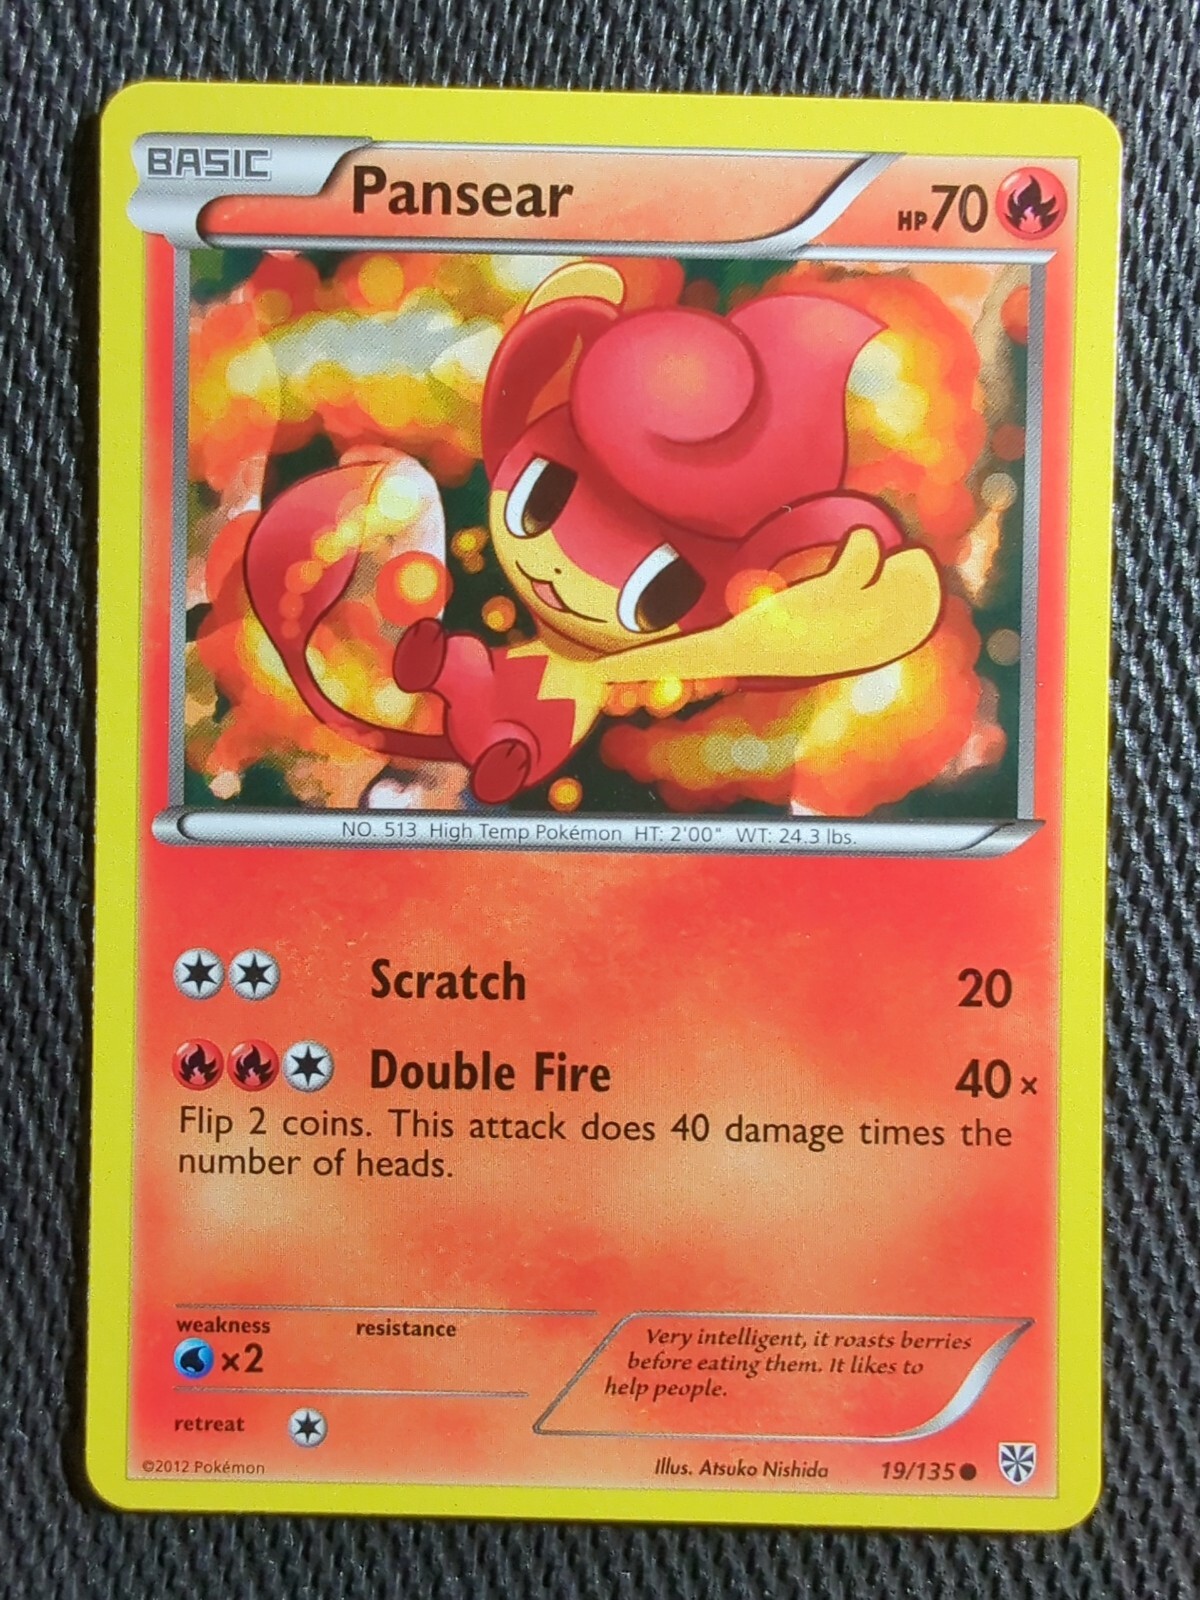 BASIC
Pansear
HP 70
NO. 513 High Temp Pokémon HT: 2'00" WT: 24.3 lbs.
Scratch 20
Double Fire 40×
Flip 2 coins. This attack does 40 damage times the
number of heads.
weakness resistance
×2
retreat
Very intelligent, it roasts berries
before eating them. It likes to
help people.
©2012 Pokémon
Illus. Atsuko Nishida 19/135